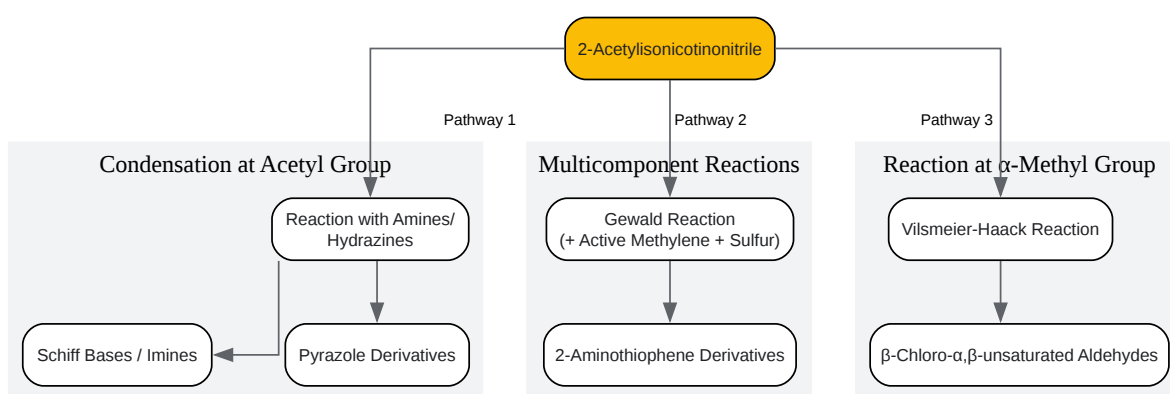 2-Acetylisonicotinonitrile
Pathway 1
Pathway 2
Pathway 3
Condensation at Acetyl Group
Multicomponent Reactions
Reaction at α-Methyl Group
Reaction with Amines/
Hydrazines
Gewald Reaction
(+ Active Methylene + Sulfur)
Vilsmeier-Haack Reaction
Schiff Bases / Imines
Pyrazole Derivatives
2-Aminothiophene Derivatives
β-Chloro-α,β-unsaturated Aldehydes